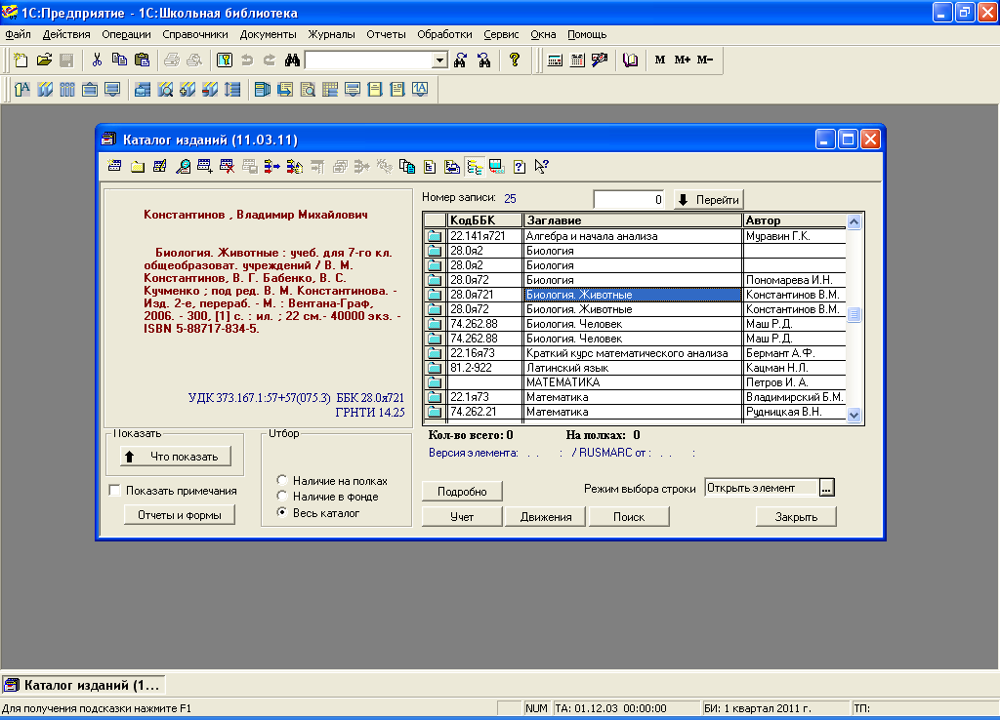 1С:Предприятие - 1С:Школьная библиотека
Файл Действия Операции Справочники Документы Журналы Отчеты Обработки Сервис Окна Помощь
M M+ M-
Каталог изданий (11.03.11)
Константинов , Владимир Михайлович
Биология. Животные : учеб. для 7-го кл.
общеобразоват. учреждений / В. М.
Константинов, В. Г. Бабенко, В. С.
Кучменко ; под ред. В. М. Константинова. -
Изд. 2-е, перераб. - М. : Вентана-Граф,
2006. - 300, [1] с. : ил. ; 22 см.- 40000 экз. -
ISBN 5-88717-834-5.
УДК 373.167.1:57+57(075.3) ББК 28.0я721
ГРНТИ 14.25
Номер записи: 25 0 Перейти
КодББК Заглавие Автор
22.141я721 Алгебра и начала анализа Муравин Г.К.
28.0я2 Биология
28.0я2 Биология
28.0я72 Биология Пономарева И.Н.
28.0я721 Биология. Животные Константинов В.М.
28.0я72 Биология. Животные Константинов В.М.
74.262.88 Биология. Человек Маш Р.Д.
74.262.88 Биология. Человек Маш Р.Д.
22.16я73 Краткий курс математического анализа Бермант А.Ф.
81.2-922 Латинский язык Кацман Н.Л.
МАТЕМАТИКА Петров И. А.
22.1я73 Математика Владимирский Б.М.
74.262.21 Математика Рудницкая В.Н.
Кол-во всего: 0 На полках: 0
Версия элемента: . . : / RUSMARC от : . . :
Показать
Что показать
Показать примечания
Отчеты и формы
Отбор
Наличие на полках
Наличие в фонде
Весь каталог
Подробно Режим выбора строки Открыть элемент ...
Учет Движения Поиск Закрыть
Каталог изданий (1...
Для получения подсказки нажмите F1 NUM ТА: 01.12.03 00:00:00 БИ: 1 квартал 2011 г. ТП: